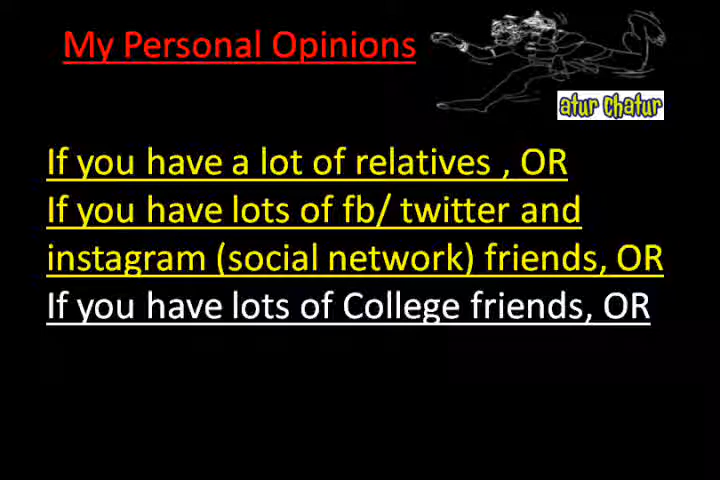 My Personal Opinions
atur chatur
If you have a lot of relatives , OR
If you have lots of fb/ twitter and
instagram (social network) friends, OR
If you have lots of College friends, OR